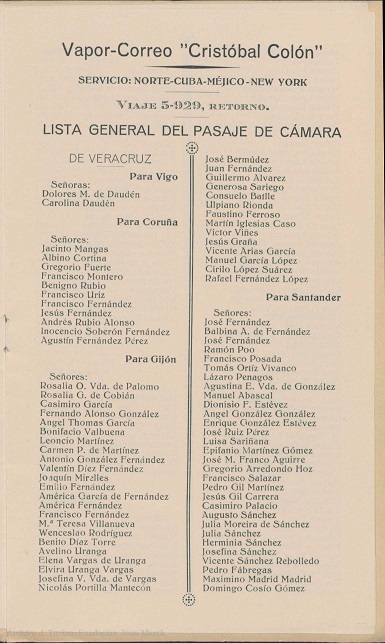 Vapor-Correo "Cristóbal Colón"
SERVICIO: NORTE-CUBA-MÉJICO-NEW YORK
VIAJE 5-929, RETORNO.
LISTA GENERAL DEL PASAJE DE CÁMARA
DE VERACRUZ
Para Vigo
Señoras:
Dolores M. de Daudén
Carolina Daudén
Para Coruña
Señores:
Jacinto Mangas
Albino Cortina
Gregorio Fuerte
Francisco Montero
Benigno Rubio
Francisco Uriz
Francisco Fernández
Jesús Fernández
Andrés Rubio Alonso
Inocencio Soberón Fernández
Agustín Fernández Pérez
Para Gijón
Señores:
Rosalia O. Vda. de Palomo
Rosalia G. de Cobián
Casimiro García
Fernando Alonso González
Angel Thomas García
Bonifacio Valbuena
Leoncio Martínez
Carmen P. de Martínez
Antonio González Fernández
Valentín Díez Fernández
Joaquín Mirelles
Emilio Fernández
América García de Fernández
América Fernández
Francisco Fernández
M.ª Teresa Villanueva
Wenceslao Rodríguez
Benito Díaz Torre
Avelino Uranga
Elena Vargas de Uranga
Elvira Uranga Vargas
Josefina V. Vda. de Vargas
Nicolás Portilla Mantecón
José Bermúdez
Juan Fernández
Guillermo Alvarez
Generosa Sariego
Consuelo Batlle
Ulpiano Rionda
Faustino Ferroso
Martín Iglesias Caso
Victor Viñes
Jesús Graña
Vicente Arias García
Manuel García López
Cirilo López Suárez
Rafael Fernández López
Para Santander
Señores:
José Fernández
Balbina A. de Fernández
José Fernández
Ramón Poo
Francisco Posada
Tomás Ortíz Vivanco
Lázaro Penagos
Agustina E. Vda. de González
Manuel Abascal
Dionisio F. Estévez
Angel González González
Enrique González Estévez
José Ruiz Pérez
Luisa Sariñana
Epifanio Martínez Gómez
José M. Franco Aguirre
Gregorio Arredondo Hoz
Francisco Salazar
Pedro Gil Martínez
Jesús Gil Carrera
Casimiro Palacio
Augusto Sánchez
Julia Moreira de Sánchez
Julia Sánchez
Herminia Sánchez
Josefina Sánchez
Vicente Sánchez Rebolledo
Pedro Fábregas
Maximino Madrid Madrid
Domingo Cosío Gómez